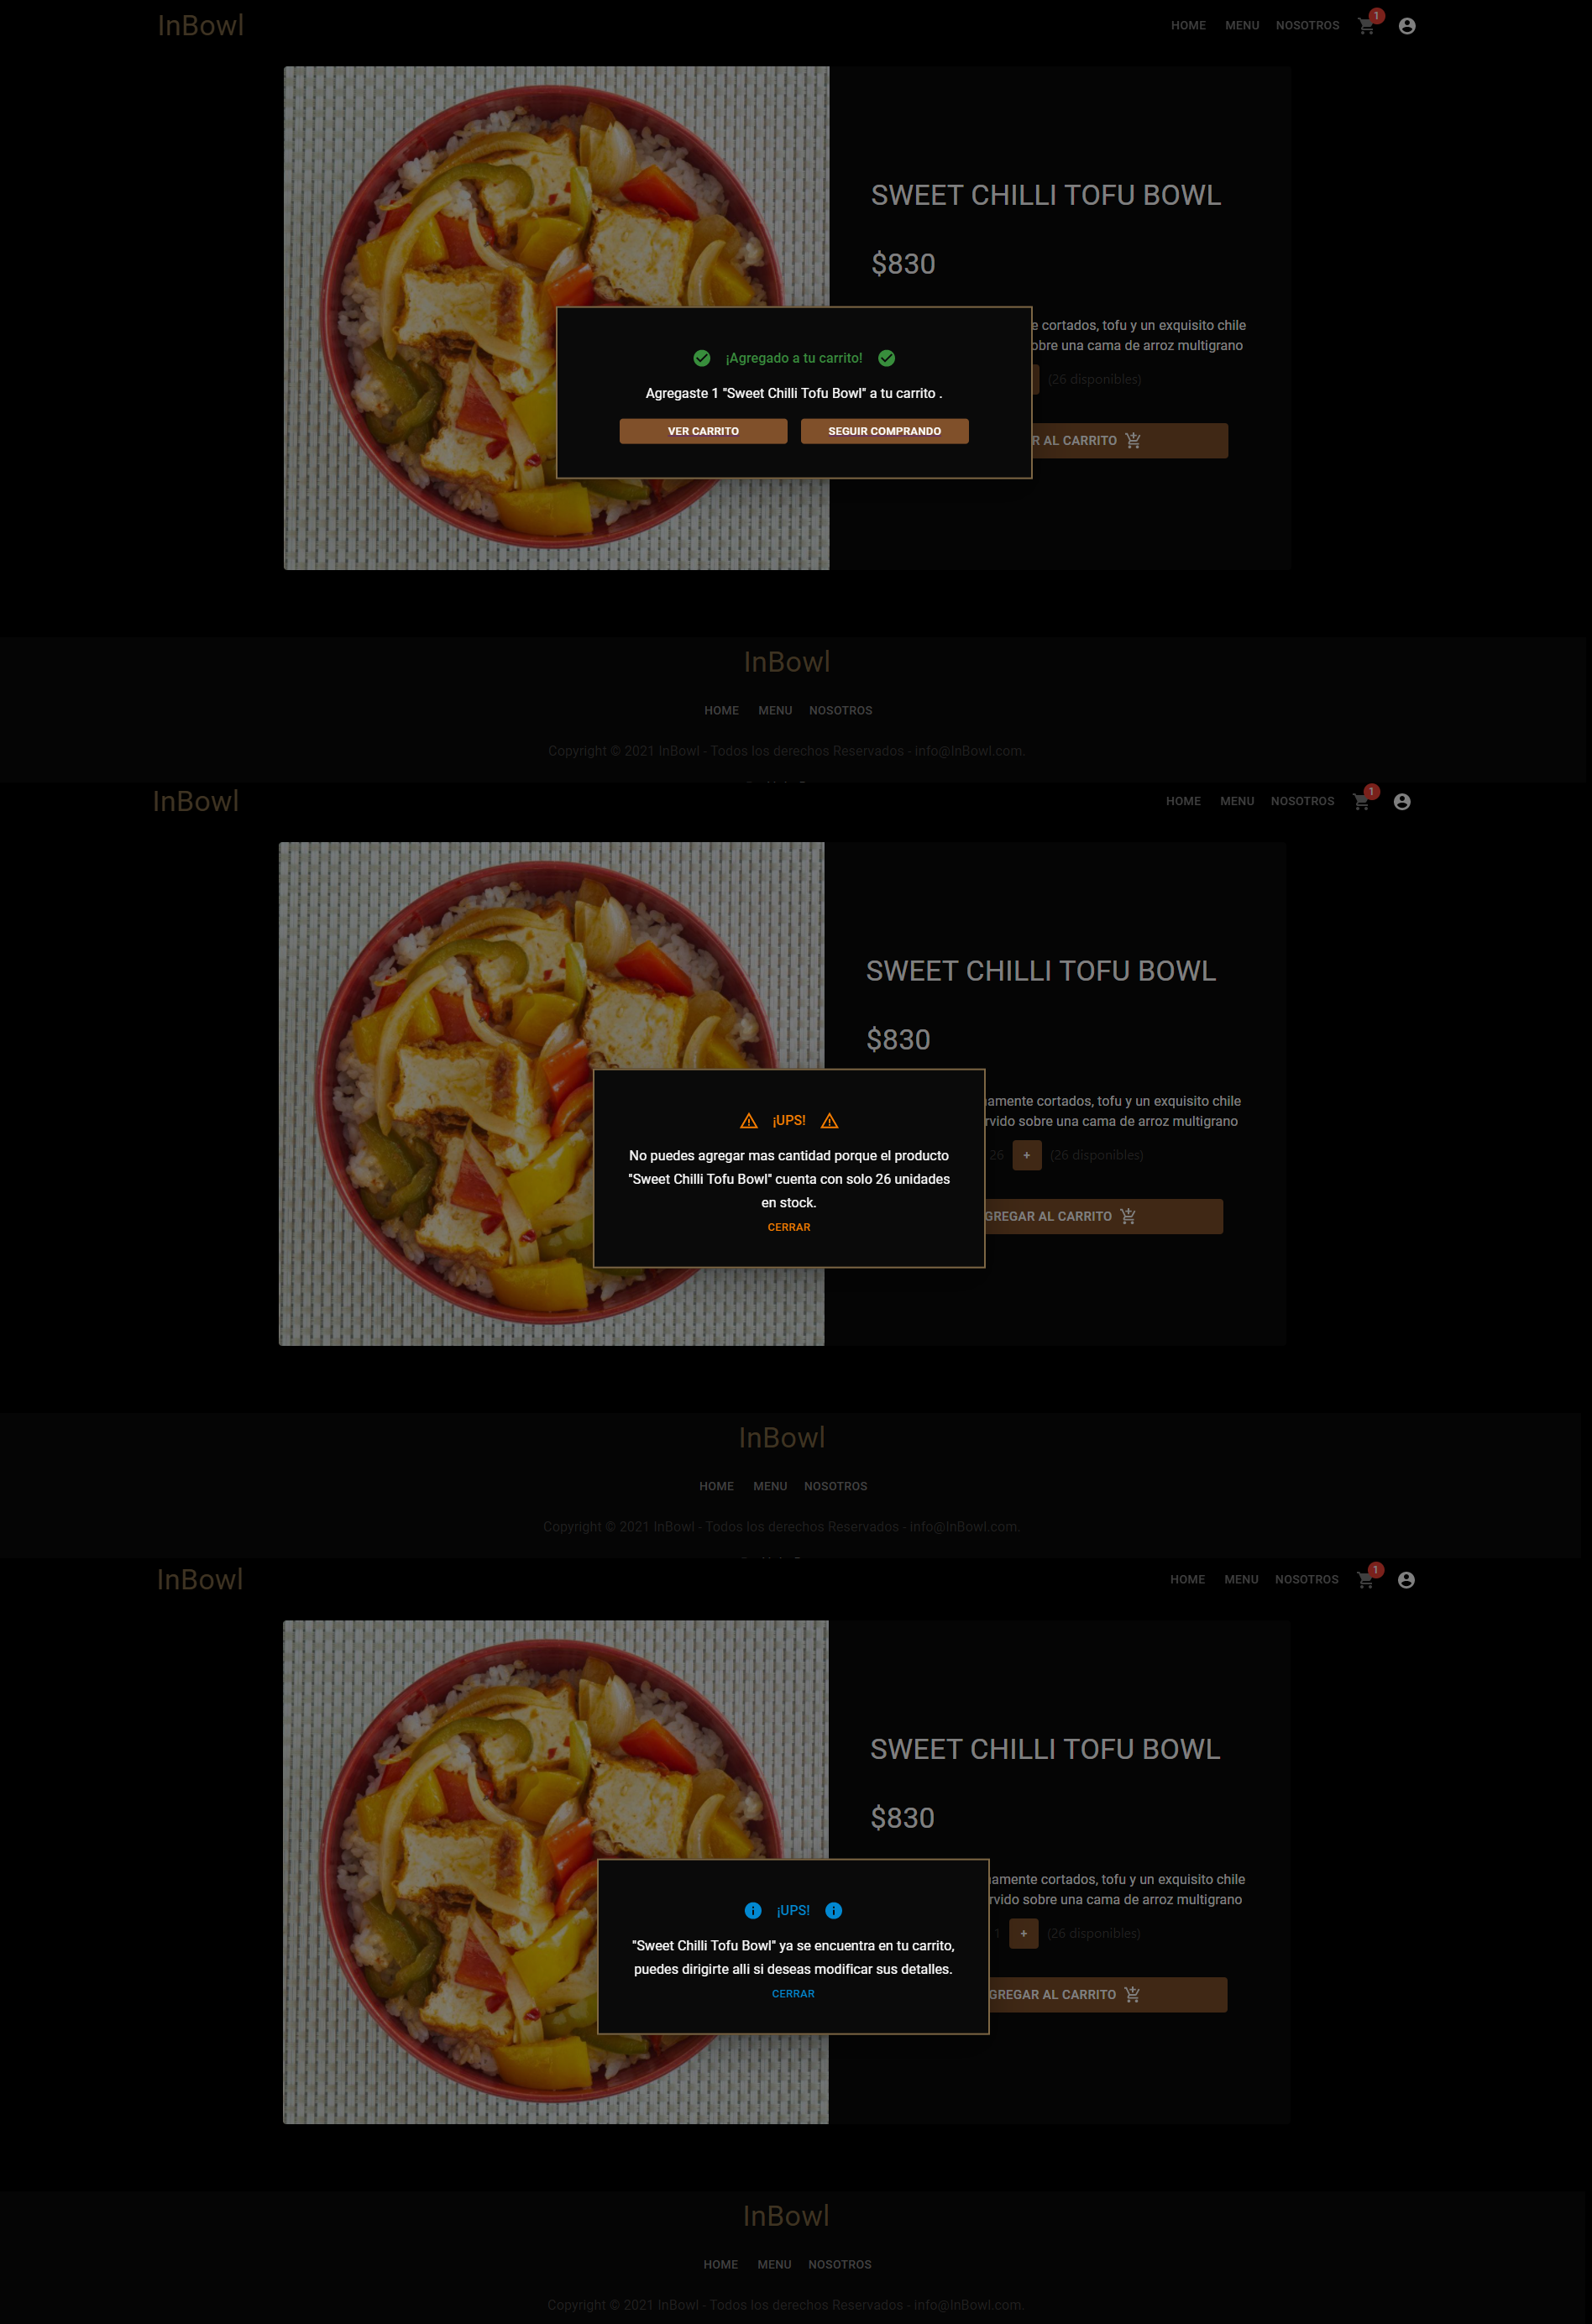 InBowl
HOME MENU NOSOTROS 1
SWEET CHILLI TOFU BOWL
$830
e cortados, tofu y un exquisito chile
obre una cama de arroz multigrano
(26 disponibles)
R AL CARRITO
¡Agregado a tu carrito!
Agregaste 1 "Sweet Chilli Tofu Bowl" a tu carrito .
VER CARRITO SEGUIR COMPRANDO
InBowl
HOME MENU NOSOTROS
Copyright © 2021 InBowl - Todos los derechos Reservados - info@InBowl.com.
InBowl
HOME MENU NOSOTROS 1
SWEET CHILLI TOFU BOWL
$830
namente cortados, tofu y un exquisito chile
rvido sobre una cama de arroz multigrano
26 + (26 disponibles)
GREGAR AL CARRITO
¡UPS!
No puedes agregar mas cantidad porque el producto
"Sweet Chilli Tofu Bowl" cuenta con solo 26 unidades
en stock.
CERRAR
InBowl
HOME MENU NOSOTROS
Copyright © 2021 InBowl - Todos los derechos Reservados - info@InBowl.com.
InBowl
HOME MENU NOSOTROS 1
SWEET CHILLI TOFU BOWL
$830
namente cortados, tofu y un exquisito chile
rvido sobre una cama de arroz multigrano
1 + (26 disponibles)
GREGAR AL CARRITO
¡UPS!
"Sweet Chilli Tofu Bowl" ya se encuentra en tu carrito,
puedes dirigirte alli si deseas modificar sus detalles.
CERRAR
InBowl
HOME MENU NOSOTROS
Copyright © 2021 InBowl - Todos los derechos Reservados - info@InBowl.com.